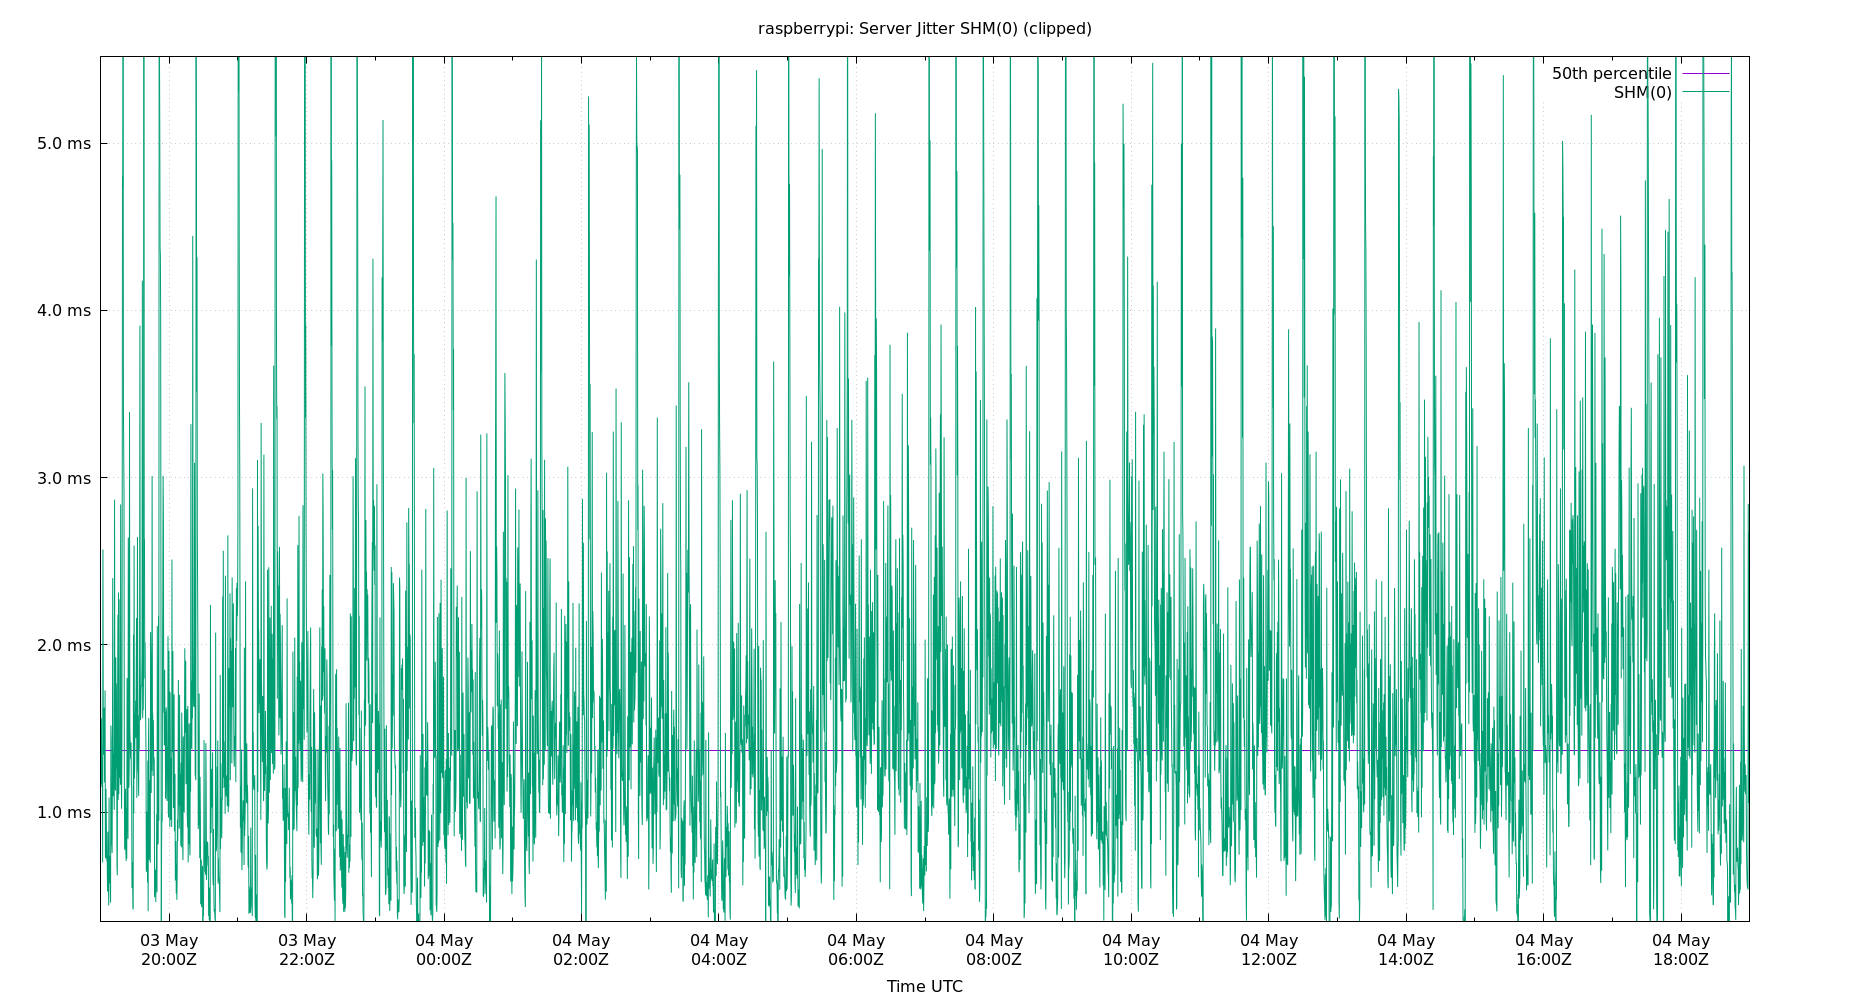 raspberrypi: Server Jitter SHM(0) (clipped)
50th percentile
SHM(0)
5.0 ms
4.0 ms
3.0 ms
2.0 ms
1.0 ms
03 May 03 May 04 May 04 May 04 May 04 May 04 May 04 May 04 May 04 May 04 May 04 May
20:00Z 22:00Z 00:00Z 02:00Z 04:00Z 06:00Z 08:00Z 10:00Z 12:00Z 14:00Z 16:00Z 18:00Z
Time UTC